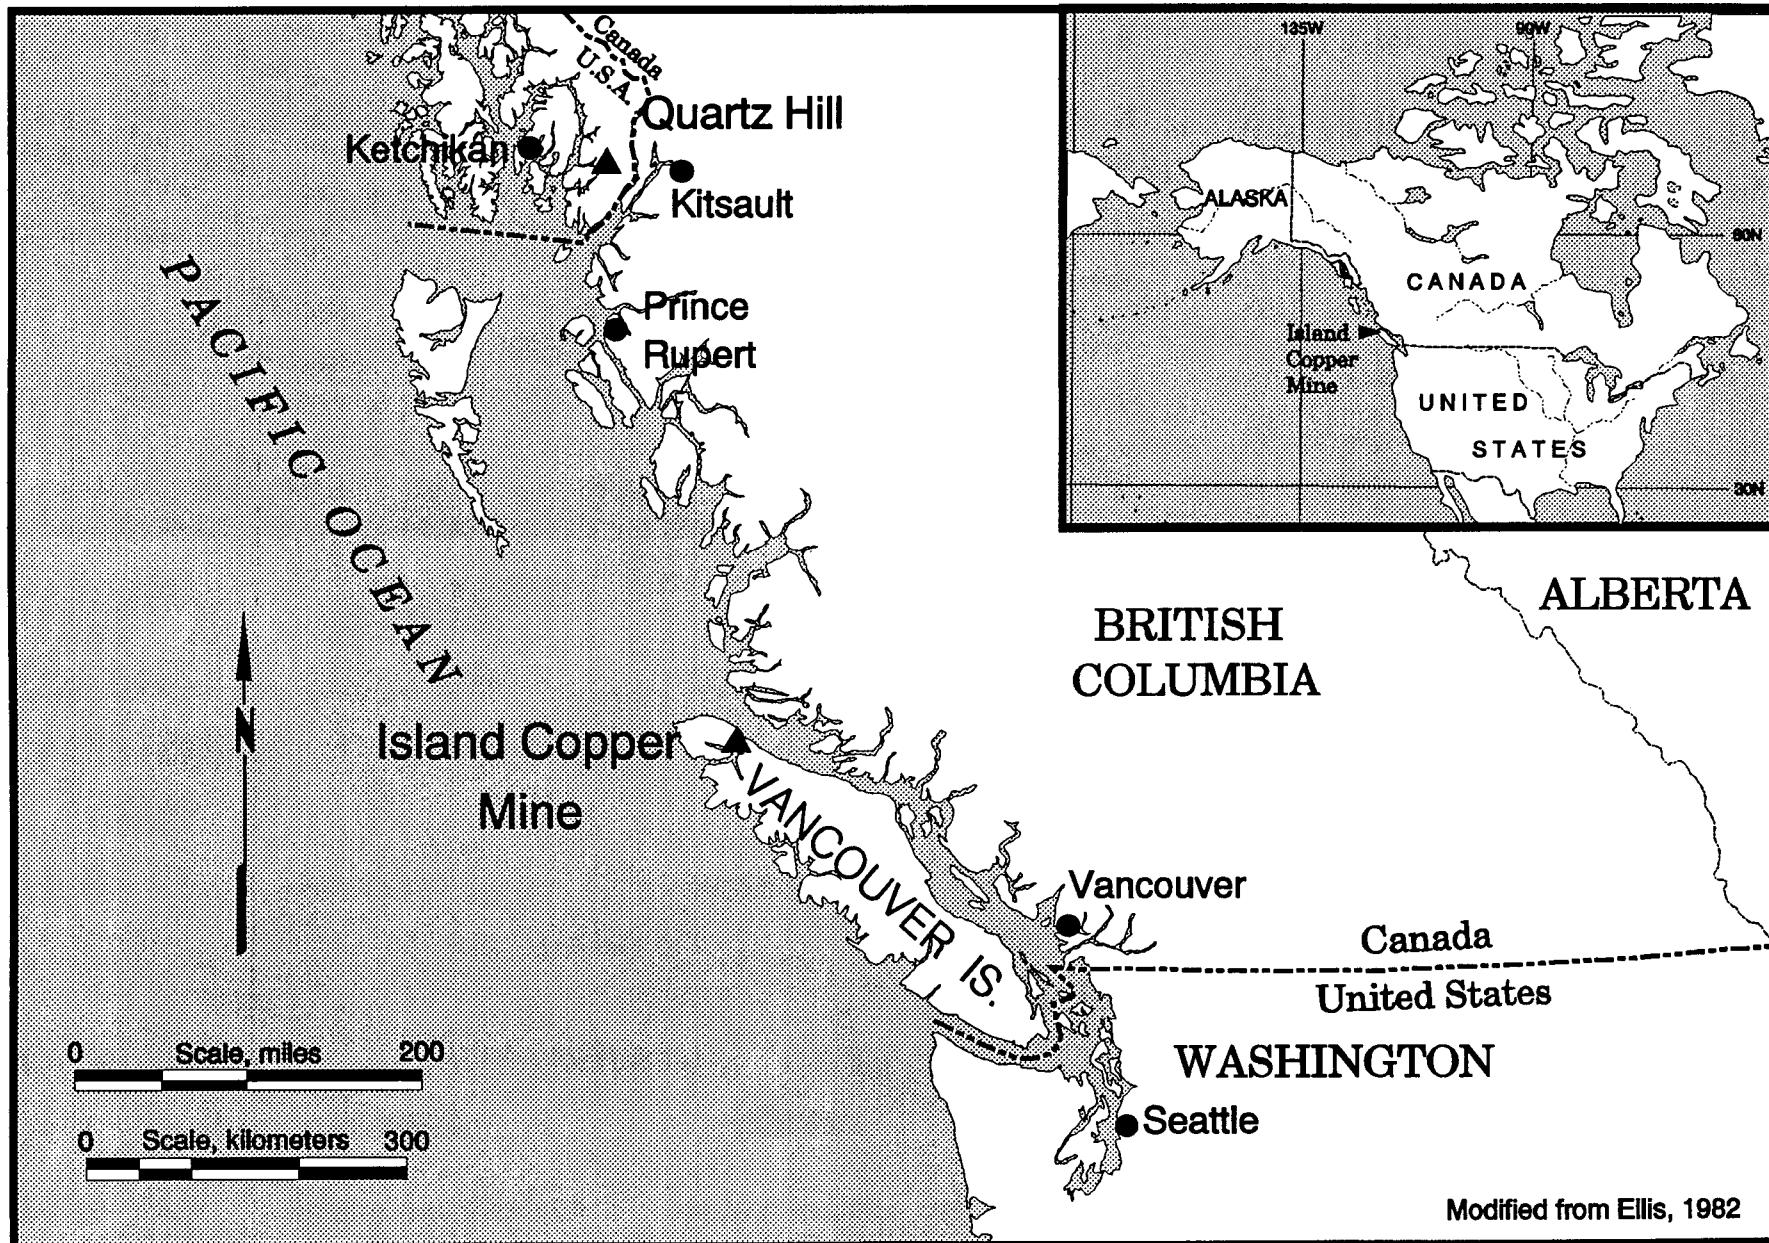 Canada
U.S.A.
Quartz Hill
Ketchikan
Kitsault
Prince
Rupert
PACIFIC OCEAN
N
Island Copper
Mine
VANCOUVER IS.
Vancouver
BRITISH
COLUMBIA
ALBERTA
Canada
United States
WASHINGTON
Seattle
0 Scale, miles 200
0 Scale, kilometers 300
Modified from Ellis, 1982
135W
90W
ALASKA
60N
CANADA
Island
Copper
Mine
UNITED
STATES
30N